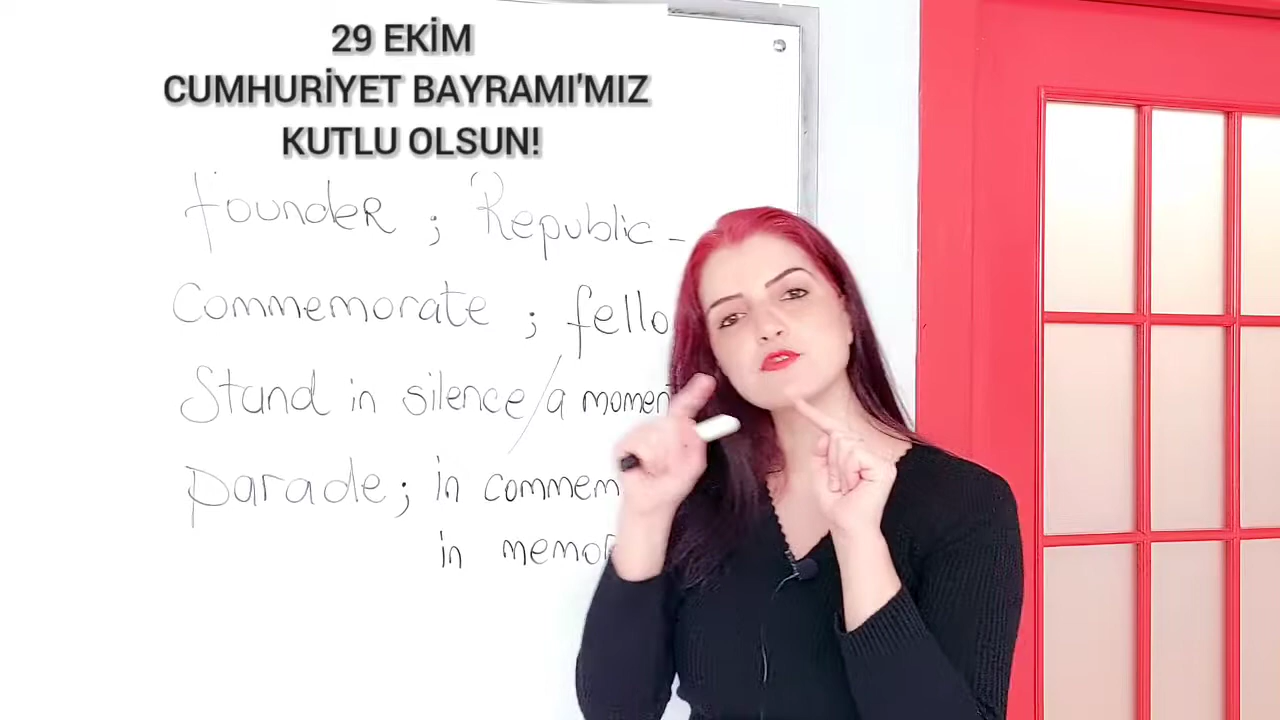 29 EKİM
CUMHURİYET BAYRAMI'MIZ
KUTLU OLSUN!
founder ; Republic -
Commemorate ; fello
Stand in silence/a moment
parade; in commem
in memor